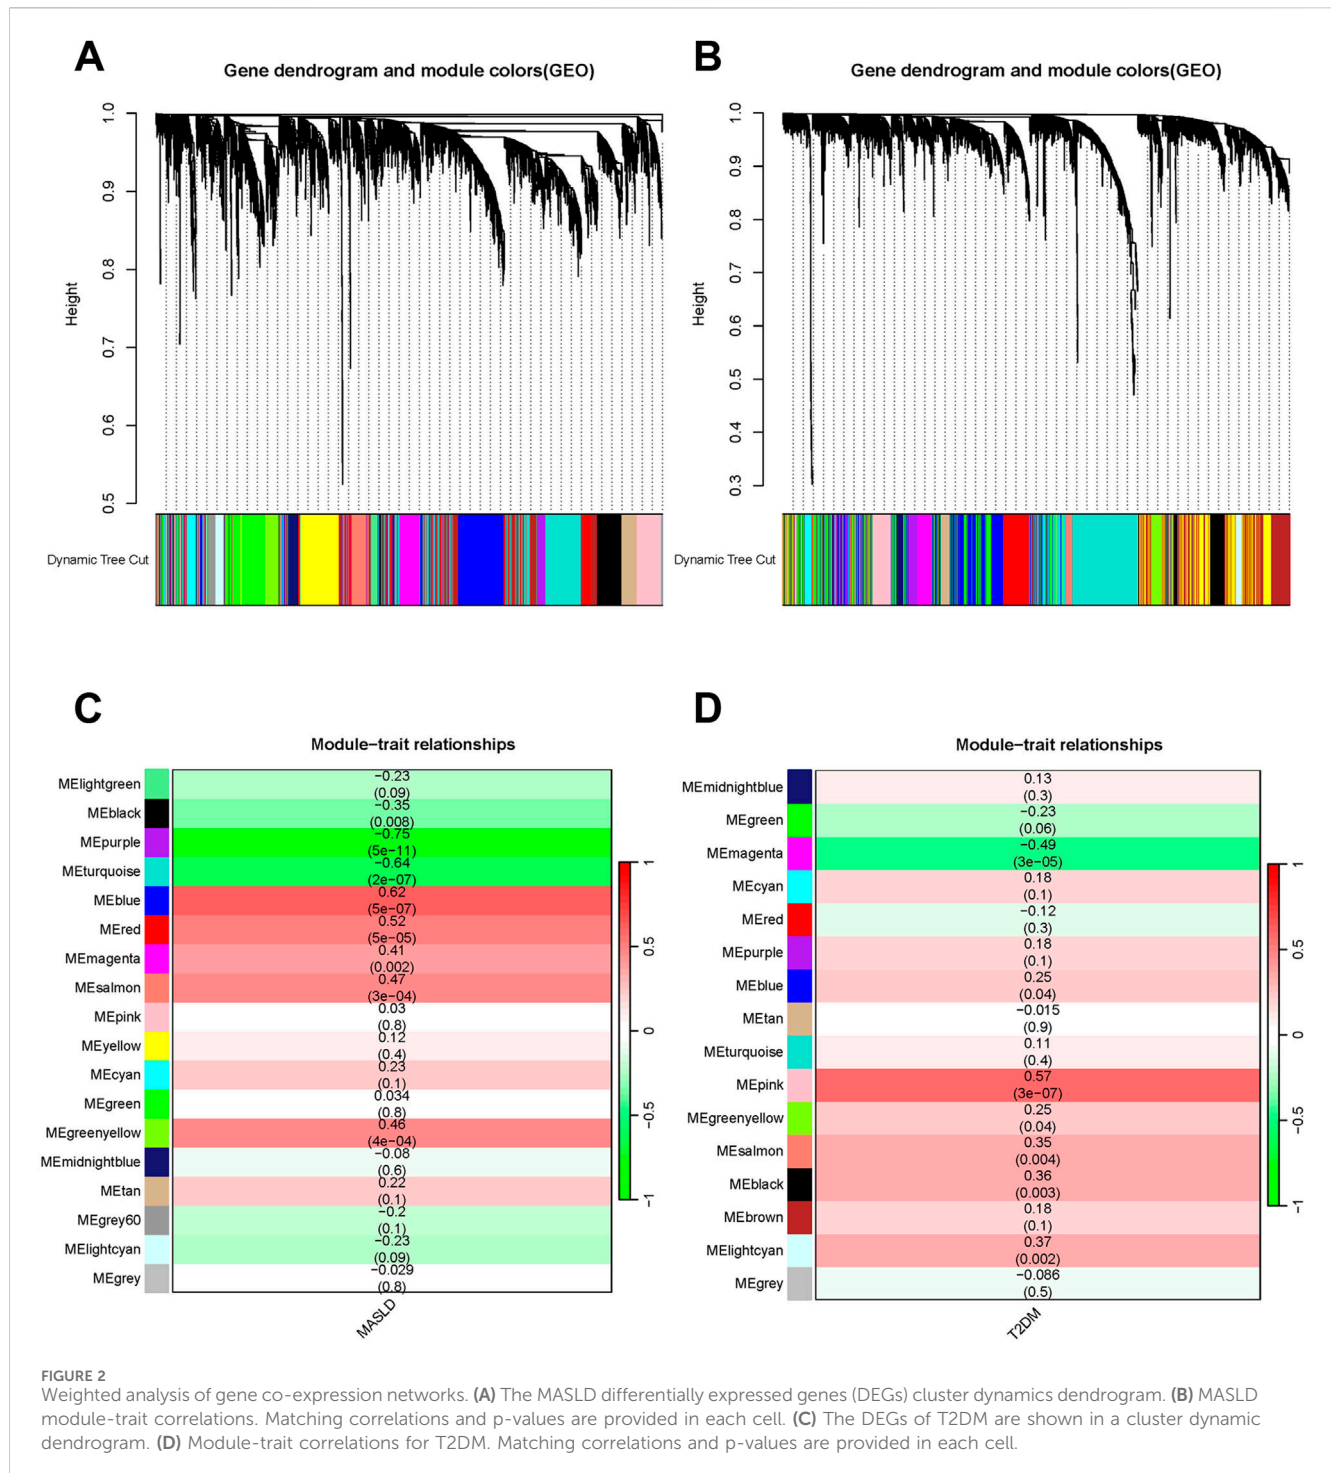 A
Gene dendrogram and module colors(GEO)
Height
1.0
0.9
0.8
0.7
0.6
0.5
Dynamic Tree Cut
B
Gene dendrogram and module colors(GEO)
Height
1.0
0.9
0.8
0.7
0.6
0.5
0.4
0.3
Dynamic Tree Cut
C
Module−trait relationships
MElightgreen
−0.23
(0.09)
MEblack
−0.35
(0.008)
MEpurple
−0.75
(5e−11)
MEturquoise
−0.64
(2e−07)
MEblue
0.62
(5e−07)
MEred
0.52
(5e−05)
MEmagenta
0.41
(0.002)
MEsalmon
0.47
(3e−04)
MEpink
0.03
(0.8)
MEyellow
0.12
(0.4)
MEcyan
0.23
(0.1)
MEgreen
0.034
(0.8)
MEgreenyellow
0.46
(4e−04)
MEmidnightblue
−0.08
(0.6)
MEtan
0.22
(0.1)
MEgrey60
−0.2
(0.1)
MElightcyan
−0.23
(0.09)
MEgrey
−0.029
(0.8)
MASLD
1
0.5
0
−0.5
−1
D
Module−trait relationships
MEmidnightblue
0.13
(0.3)
MEgreen
−0.23
(0.06)
MEmagenta
−0.49
(3e−05)
MEcyan
0.18
(0.1)
MEred
−0.12
(0.3)
MEpurple
0.18
(0.1)
MEblue
0.25
(0.04)
MEtan
−0.015
(0.9)
MEturquoise
0.11
(0.4)
MEpink
0.57
(3e−07)
MEgreenyellow
0.25
(0.04)
MEsalmon
0.35
(0.004)
MEblack
0.36
(0.003)
MEbrown
0.18
(0.1)
MElightcyan
0.37
(0.002)
MEgrey
−0.086
(0.5)
T2DM
1
0.5
0
−0.5
−1
FIGURE 2
Weighted analysis of gene co-expression networks. (A) The MASLD differentially expressed genes (DEGs) cluster dynamics dendrogram. (B) MASLD
module-trait correlations. Matching correlations and p-values are provided in each cell. (C) The DEGs of T2DM are shown in a cluster dynamic
dendrogram. (D) Module-trait correlations for T2DM. Matching correlations and p-values are provided in each cell.